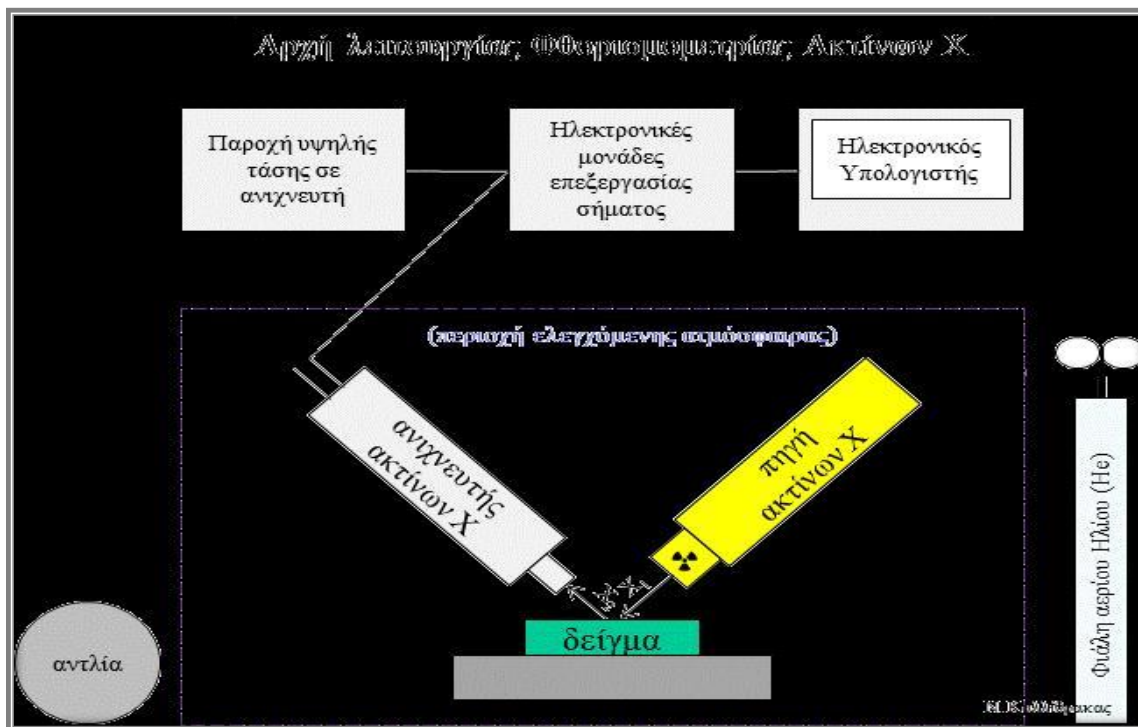 Αρχή λειτουργίας Φθορισμομετρίας Ακτίνων Χ
Παροχή υψηλής
τάσης σε
ανιχνευτή
Ηλεκτρονικές
μονάδες
επεξεργασίας
σήματος
Ηλεκτρονικός
Υπολογιστής
(περιοχή ελεγχόμενης ατμόσφαιρας)
ανιχνευτής
ακτίνων Χ
πηγή
ακτίνων Χ
δείγμα
αντλία
Φιάλη αερίου Ηλίου (He)